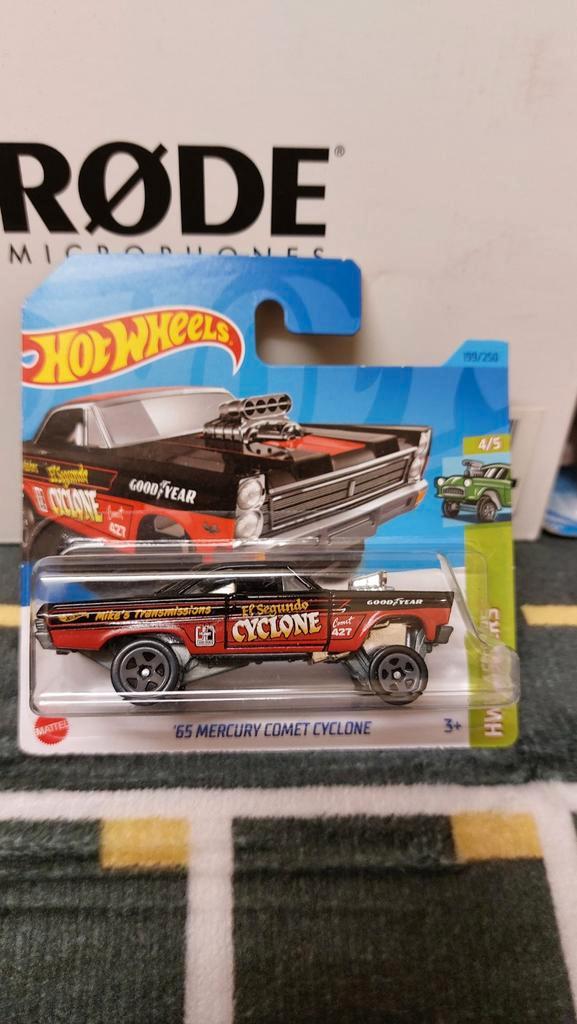 RØDE®
MICROPHONES
HOT WHEELS
199/250
4/5
El Segundo
CYCLONE
Comet
427
GOODYEAR
Mike's Transmissions
El Segundo
CYCLONE
Comet
427
GOODYEAR
MATTEL
'65 MERCURY COMET CYCLONE
3+
HW